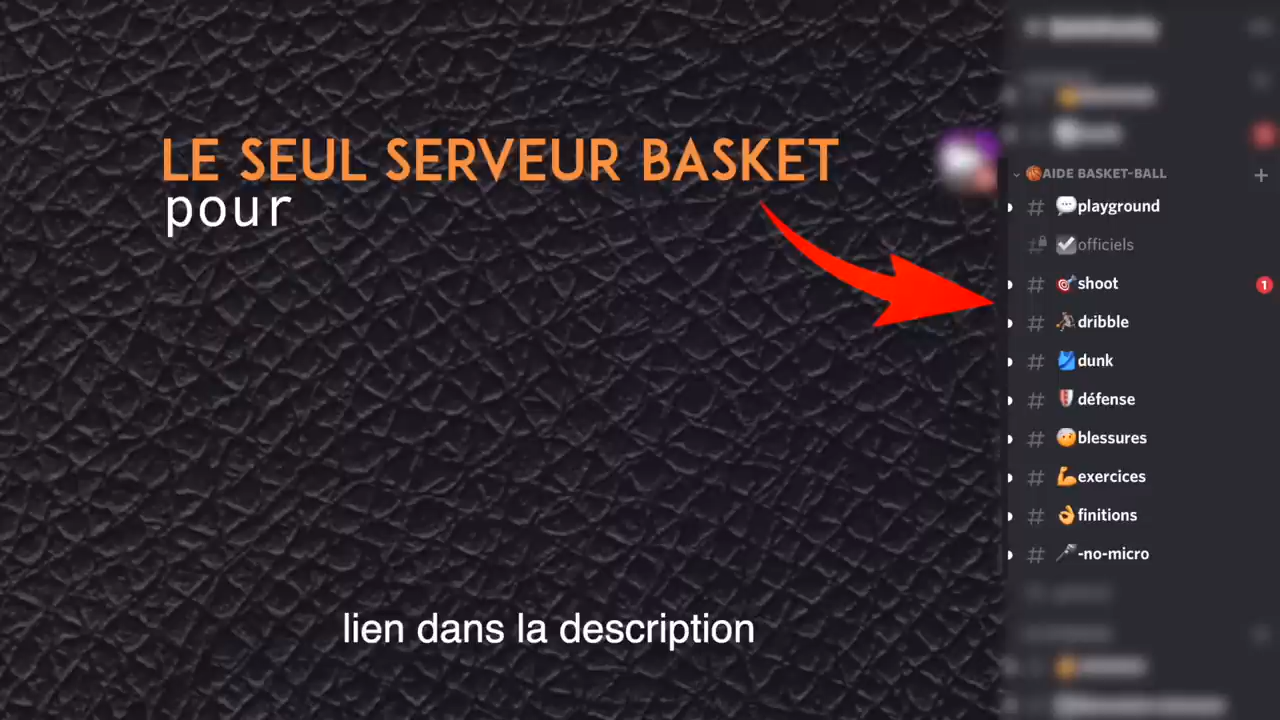 LE SEUL SERVEUR BASKET
pour
AIDE BASKET-BALL
playground
officiels
shoot
1
dribble
dunk
défense
blessures
exercices
finitions
-no-micro
lien dans la description